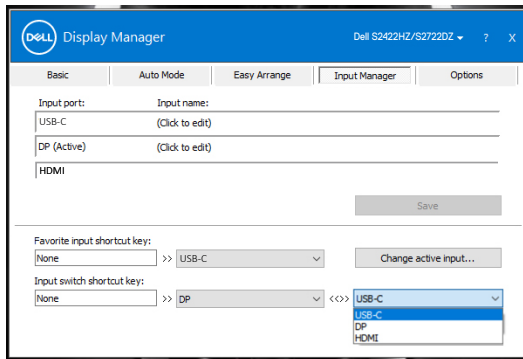 DELL Display Manager Dell S2422HZ/S2722DZ ? X
Basic Auto Mode Easy Arrange Input Manager Options
Input port: Input name:
USB-C (Click to edit)
DP (Active) (Click to edit)
HDMI
Save
Favorite input shortcut key:
None >> USB-C Change active input...
Input switch shortcut key:
None >> DP <<>> USB-C
USB-C
DP
HDMI